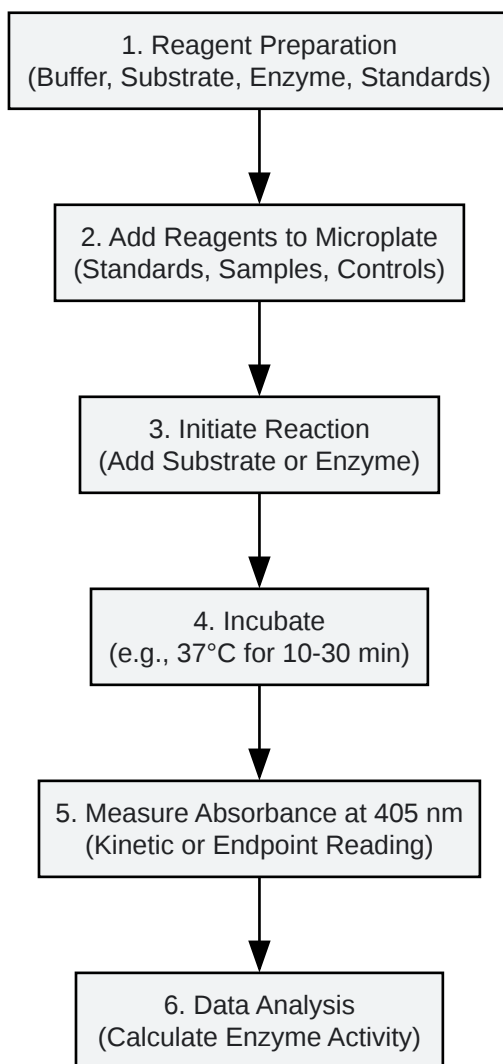 1. Reagent Preparation
(Buffer, Substrate, Enzyme, Standards)
2. Add Reagents to Microplate
(Standards, Samples, Controls)
3. Initiate Reaction
(Add Substrate or Enzyme)
4. Incubate
(e.g., 37°C for 10-30 min)
5. Measure Absorbance at 405 nm
(Kinetic or Endpoint Reading)
6. Data Analysis
(Calculate Enzyme Activity)